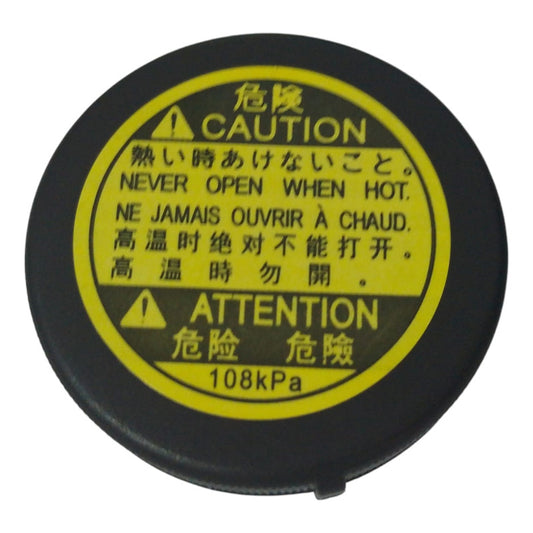 危険
CAUTION
熱い時あけないこと。
NEVER OPEN WHEN HOT.
NE JAMAIS OUVRIR À CHAUD.
高温时绝对不能打开。
高温時勿開。
ATTENTION
危险 危險
108kPa